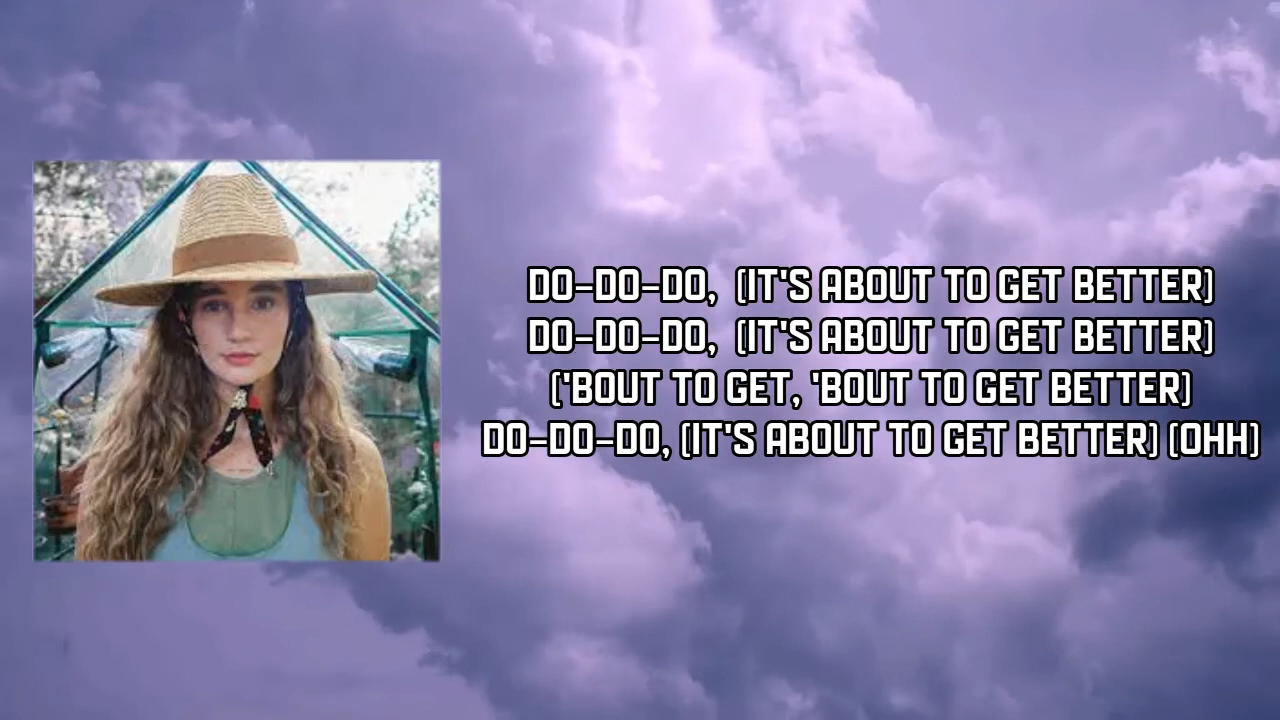 DO-DO-DO, (IT'S ABOUT TO GET BETTER)
DO-DO-DO, (IT'S ABOUT TO GET BETTER)
('BOUT TO GET, 'BOUT TO GET BETTER)
DO-DO-DO, (IT'S ABOUT TO GET BETTER) (OHH)